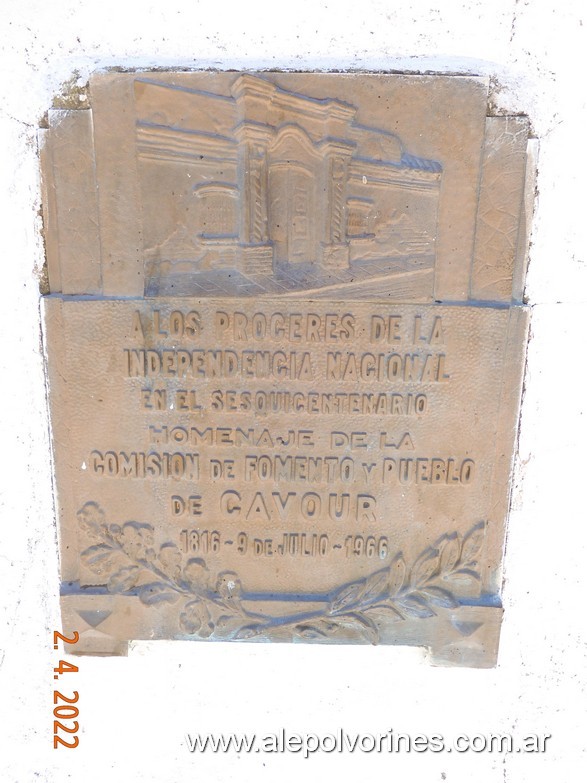 A LOS PROCERES DE LA
INDEPENDENCIA NACIONAL
EN EL SESQUICENTENARIO
HOMENAJE DE LA
COMISION DE FOMENTO Y PUEBLO
DE CAVOUR
1816-9 DE JULIO-1966
2.4.2022
www.alepolvorines.com.ar